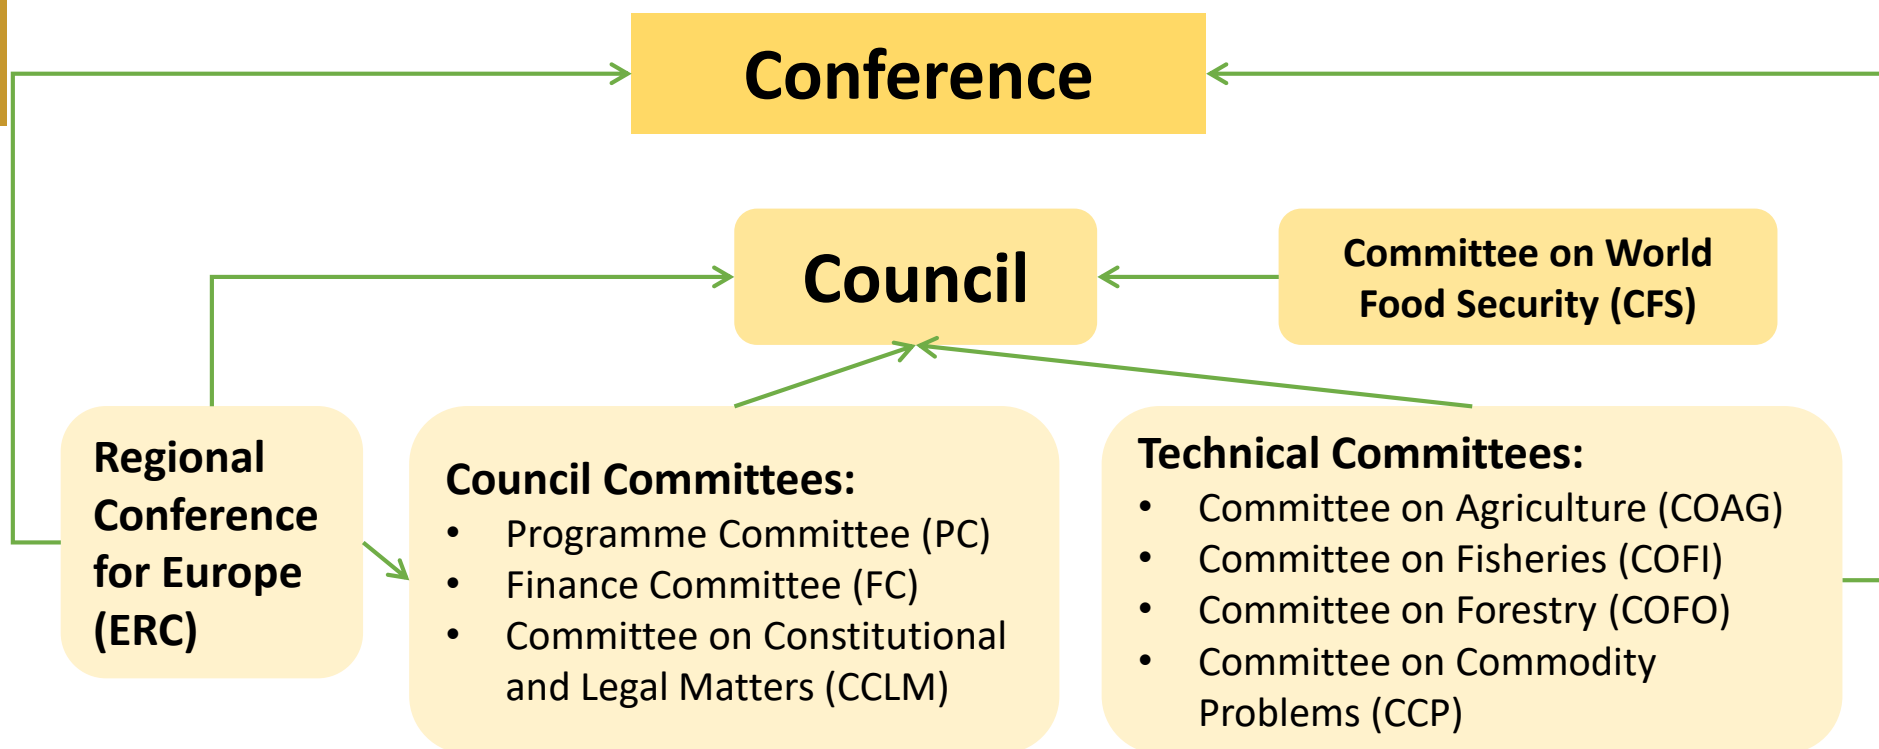 Conference
Council
Committee on World
Food Security (CFS)
Regional
Conference
for Europe
(ERC)
Council Committees:
• Programme Committee (PC)
• Finance Committee (FC)
• Committee on Constitutional
and Legal Matters (CCLM)
Technical Committees:
• Committee on Agriculture (COAG)
• Committee on Fisheries (COFI)
• Committee on Forestry (COFO)
• Committee on Commodity
Problems (CCP)